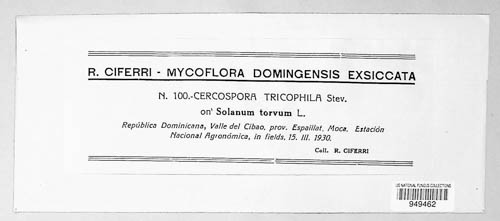 R. CIFERRI - MYCOFLORA DOMINGENSIS EXSICCATA
N. 100.-CERCOSPORA TRICOPHILA Stev.
on' Solanum torvum L.
República Dominicana, Valle del Cibao, prov. Espaillat, Moca. Estación
Nacional Agronómica, in fields, 15. III. 1930.
Coll. R. CIFERRI
US NATIONAL FUNGUS COLLECTIONS
949462